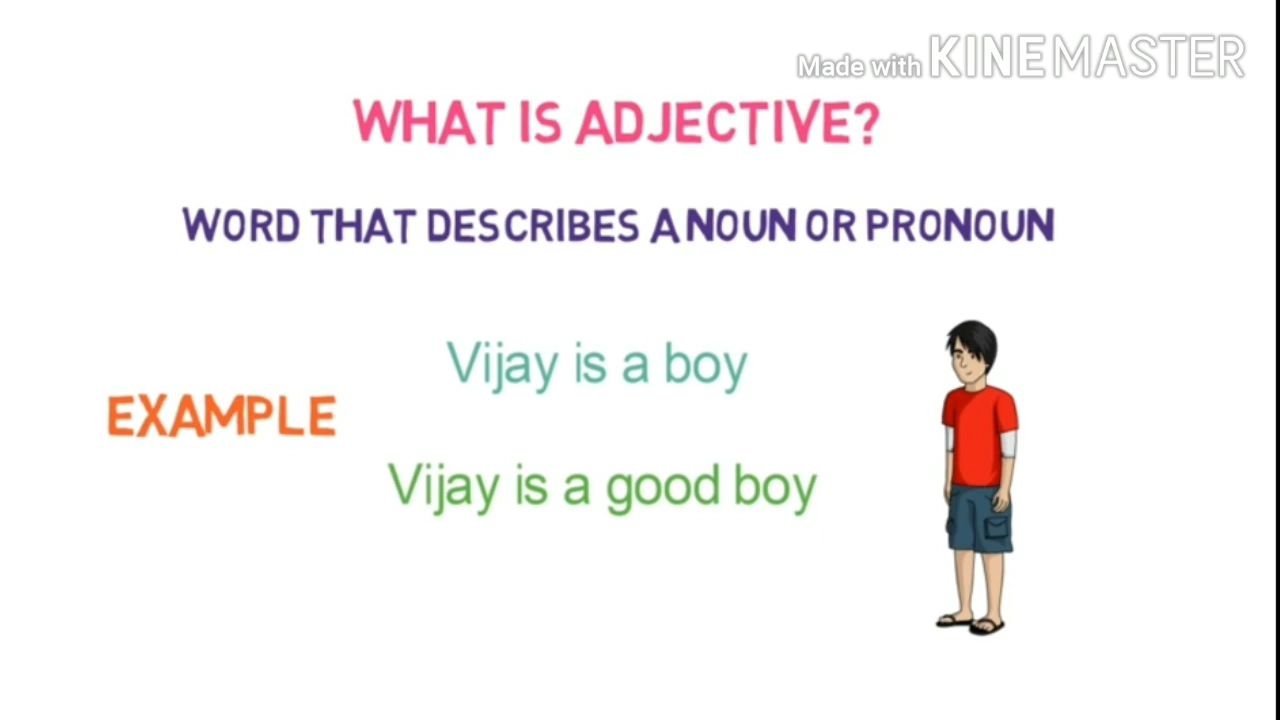 Made with KINEMASTER
WHAT IS ADJECTIVE?
WORD THAT DESCRIBES A NOUN OR PRONOUN
Vijay is a boy
EXAMPLE
Vijay is a good boy